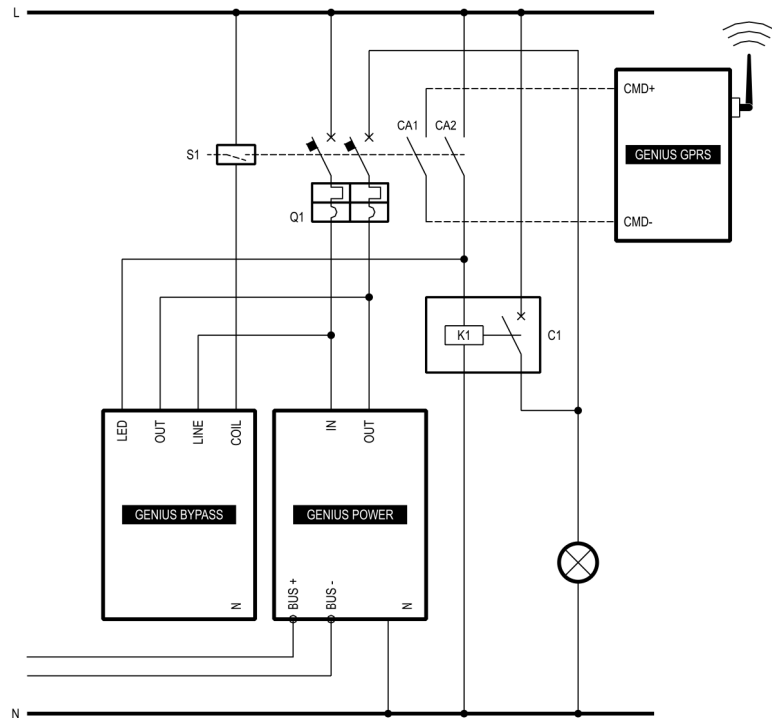 L
CMD+
CA1
CA2
S1
GENIUS GPRS
Q1
CMD-
K1
C1
LED
OUT
LINE
COIL
IN
OUT
GENIUS BYPASS
GENIUS POWER
N
BUS +
BUS -
N
N